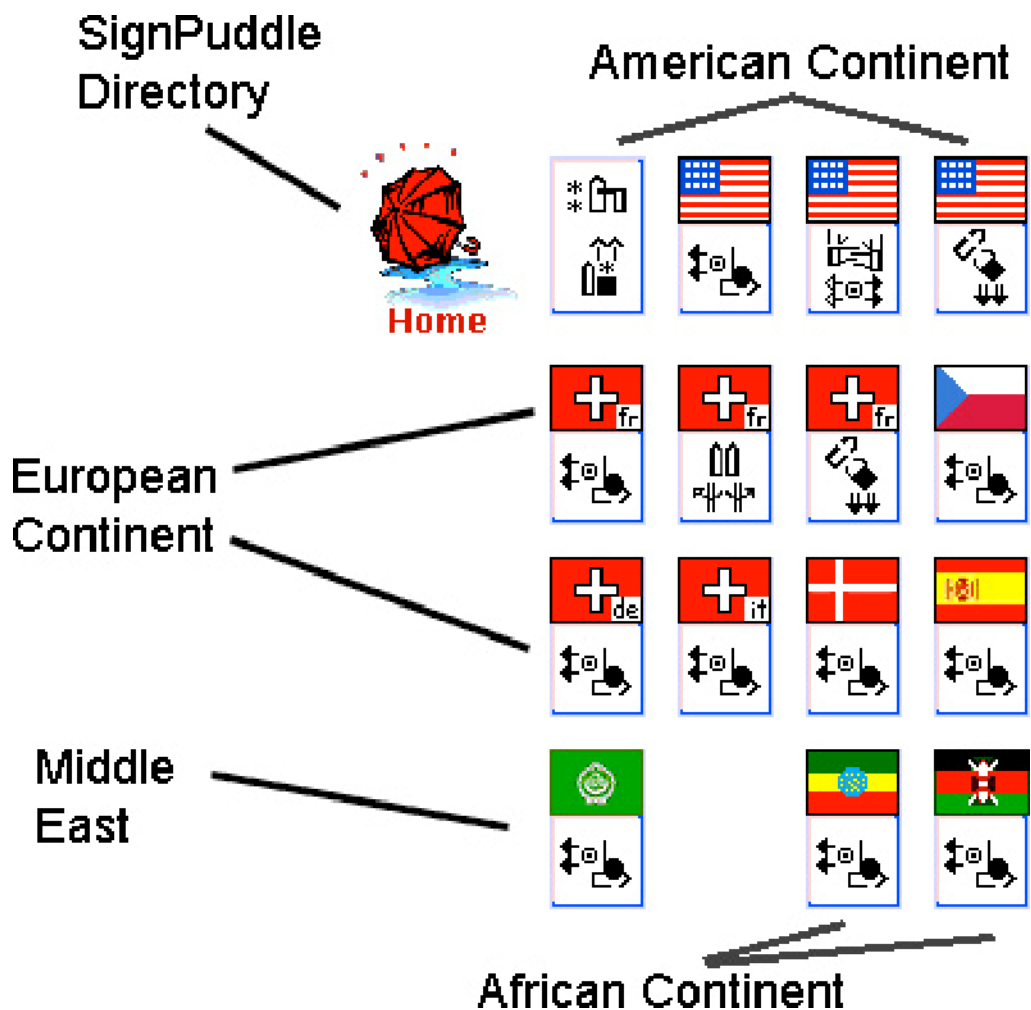 SignPuddle
Directory
American Continent
Home
European
Continent
fr
fr
fr
de
it
Middle
East
African Continent